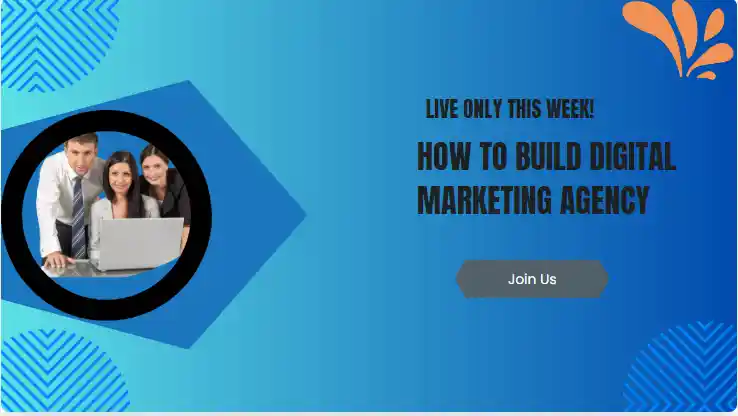 LIVE ONLY THIS WEEK!
HOW TO BUILD DIGITAL
MARKETING AGENCY
Join Us